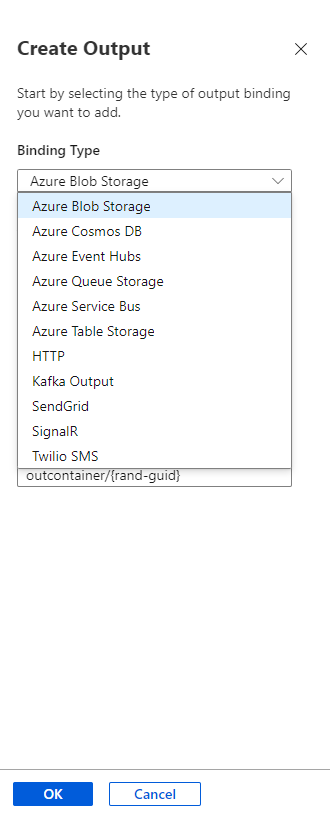 Create Output
Start by selecting the type of output binding
you want to add.
Binding Type
Azure Blob Storage
Azure Blob Storage
Azure Cosmos DB
Azure Event Hubs
Azure Queue Storage
Azure Service Bus
Azure Table Storage
HTTP
Kafka Output
SendGrid
SignalR
Twilio SMS
outcontainer/{rand-guid}
OK
Cancel